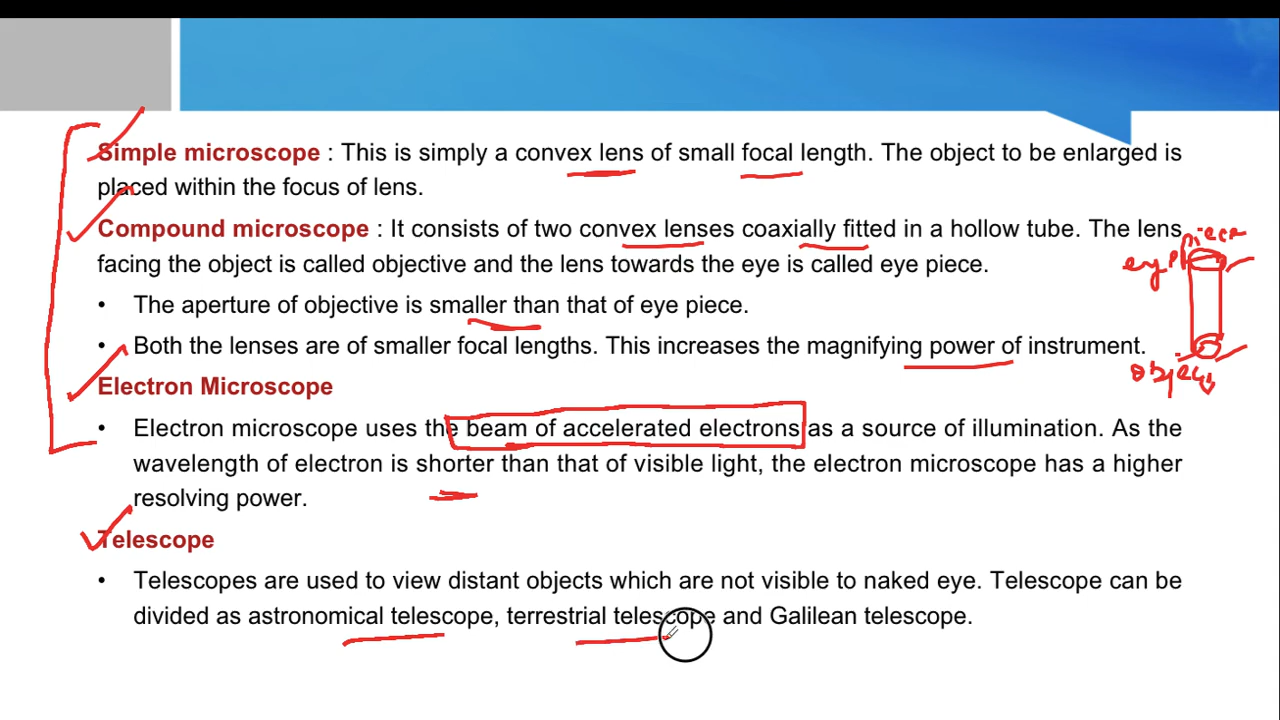 Simple microscope : This is simply a convex lens of small focal length. The object to be enlarged is
placed within the focus of lens.
Compound microscope : It consists of two convex lenses coaxially fitted in a hollow tube. The lens
facing the object is called objective and the lens towards the eye is called eye piece.
• The aperture of objective is smaller than that of eye piece.
• Both the lenses are of smaller focal lengths. This increases the magnifying power of instrument.
Electron Microscope
• Electron microscope uses the beam of accelerated electrons as a source of illumination. As the
wavelength of electron is shorter than that of visible light, the electron microscope has a higher
resolving power.
Telescope
• Telescopes are used to view distant objects which are not visible to naked eye. Telescope can be
divided as astronomical telescope, terrestrial telescope and Galilean telescope.
piece